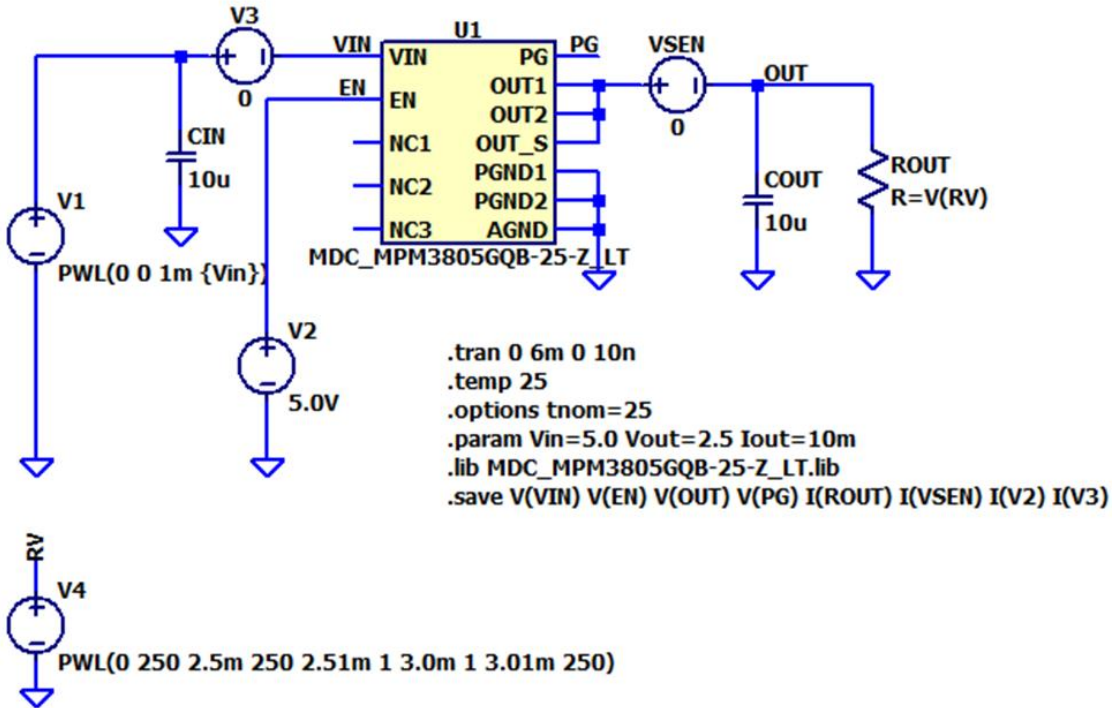 V3
0
VIN
EN
U1
VIN
EN
NC1
NC2
NC3
PG
OUT1
OUT2
OUT_S
PGND1
PGND2
AGND
MDC_MPM3805GQB-25-Z_LT
PG
VSEN
0
OUT
CIN
10u
COUT
10u
ROUT
R=V(RV)
V1
PWL(0 0 1m {Vin})
V2
5.0V
.tran 0 6m 0 10n
.temp 25
.options tnom=25
.param Vin=5.0 Vout=2.5 Iout=10m
.lib MDC_MPM3805GQB-25-Z_LT.lib
.save V(VIN) V(EN) V(OUT) V(PG) I(ROUT) I(VSEN) I(V2) I(V3)
RV
V4
PWL(0 250 2.5m 250 2.51m 1 3.0m 1 3.01m 250)